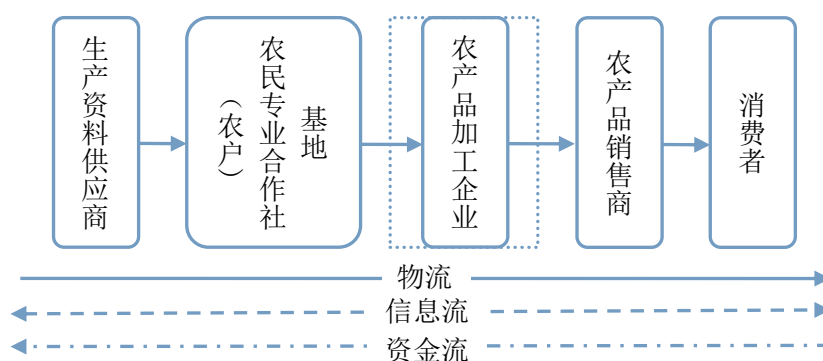 生产资料供应商
基地
农民专业合作社
（农户）
农产品加工企业
农产品销售商
消费者
物流
信息流
资金流